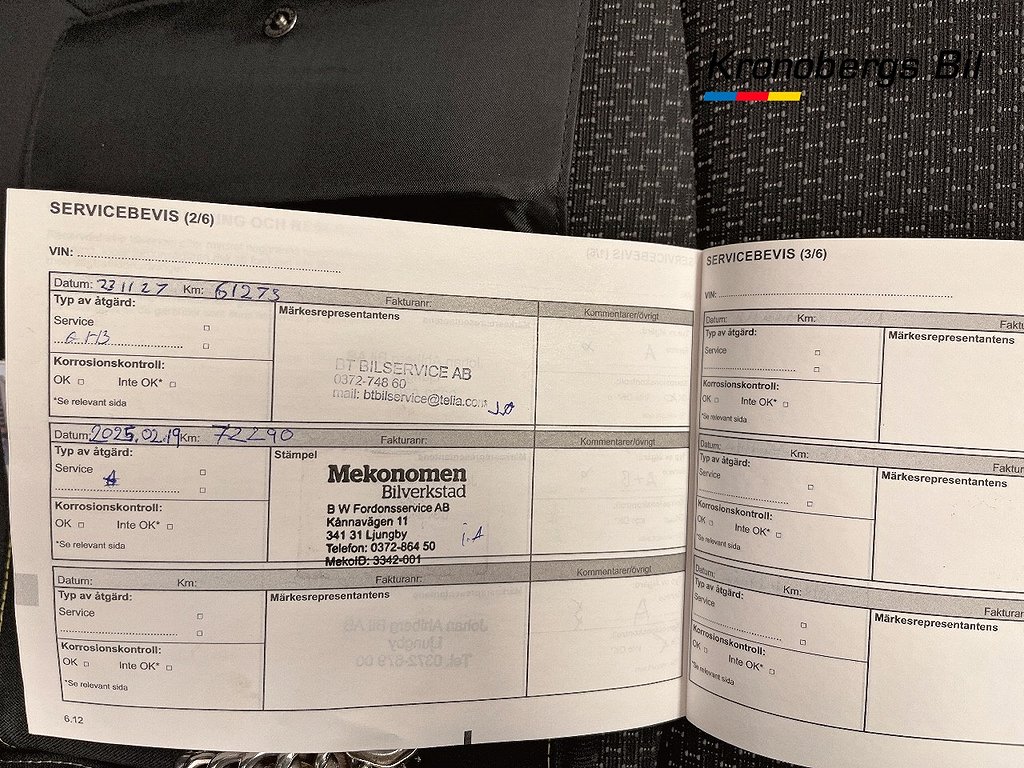 Kronobergs Bil
SERVICEBEVIS (2/6)
VIN:
Datum: 23 11 27 Km: 61273 Fakturanr: Kommentarer/övrigt
Typ av åtgärd: Märkesrepresentantens
Service
BT BILSERVICE AB
0372-748 60
mail: btbilservice@telia.com
Korrosionskontroll:
OK Inte OK*
*Se relevant sida
Datum: 2025.02.19 Km: 72290 Fakturanr: Kommentarer/övrigt
Typ av åtgärd: Stämpel
Service
A
Mekonomen
Bilverkstad
B W Fordonsservice AB
Kånnavägen 11
341 31 Ljungby
Telefon: 0372-864 50
MekoID: 3342-001
i.A
Korrosionskontroll:
OK Inte OK*
*Se relevant sida
Datum: Km: Fakturanr: Kommentarer/övrigt
Typ av åtgärd: Märkesrepresentantens
Service
Korrosionskontroll:
OK Inte OK*
*Se relevant sida
6.12
SERVICEBEVIS (3/6)
VIN:
Datum: Km: Faktu
Typ av åtgärd: Märkesrepresentantens
Service
Korrosionskontroll:
OK Inte OK*
*Se relevant sida
Datum: Km: Faktur
Typ av åtgärd: Märkesrepresentantens
Service
Korrosionskontroll:
OK Inte OK*
*Se relevant sida
Datum: Km: Fakturan
Typ av åtgärd: Märkesrepresentantens
Service
Korrosionskontroll:
OK Inte OK*
*Se relevant sida